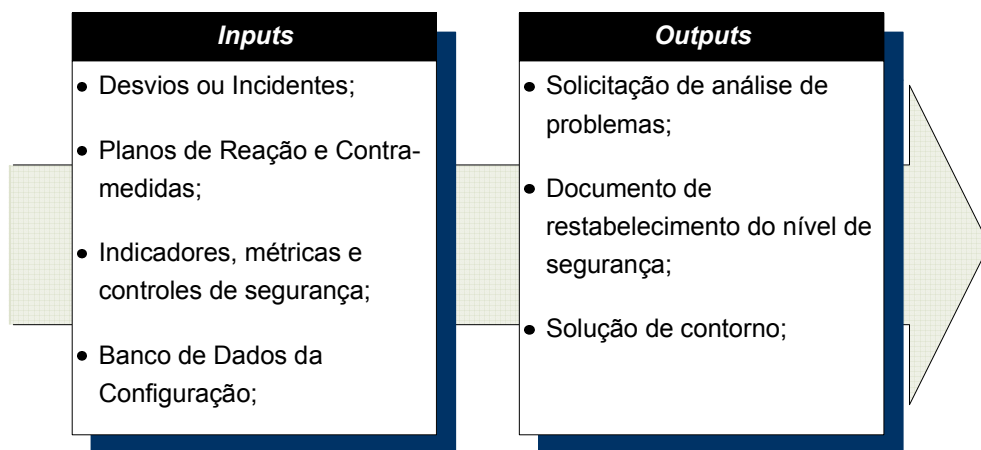 Inputs
• Desvios ou Incidentes;
• Planos de Reação e Contra-
medidas;
• Indicadores, métricas e
controles de segurança;
• Banco de Dados da
Configuração;
Outputs
• Solicitação de análise de
problemas;
• Documento de
restabelecimento do nível de
segurança;
• Solução de contorno;